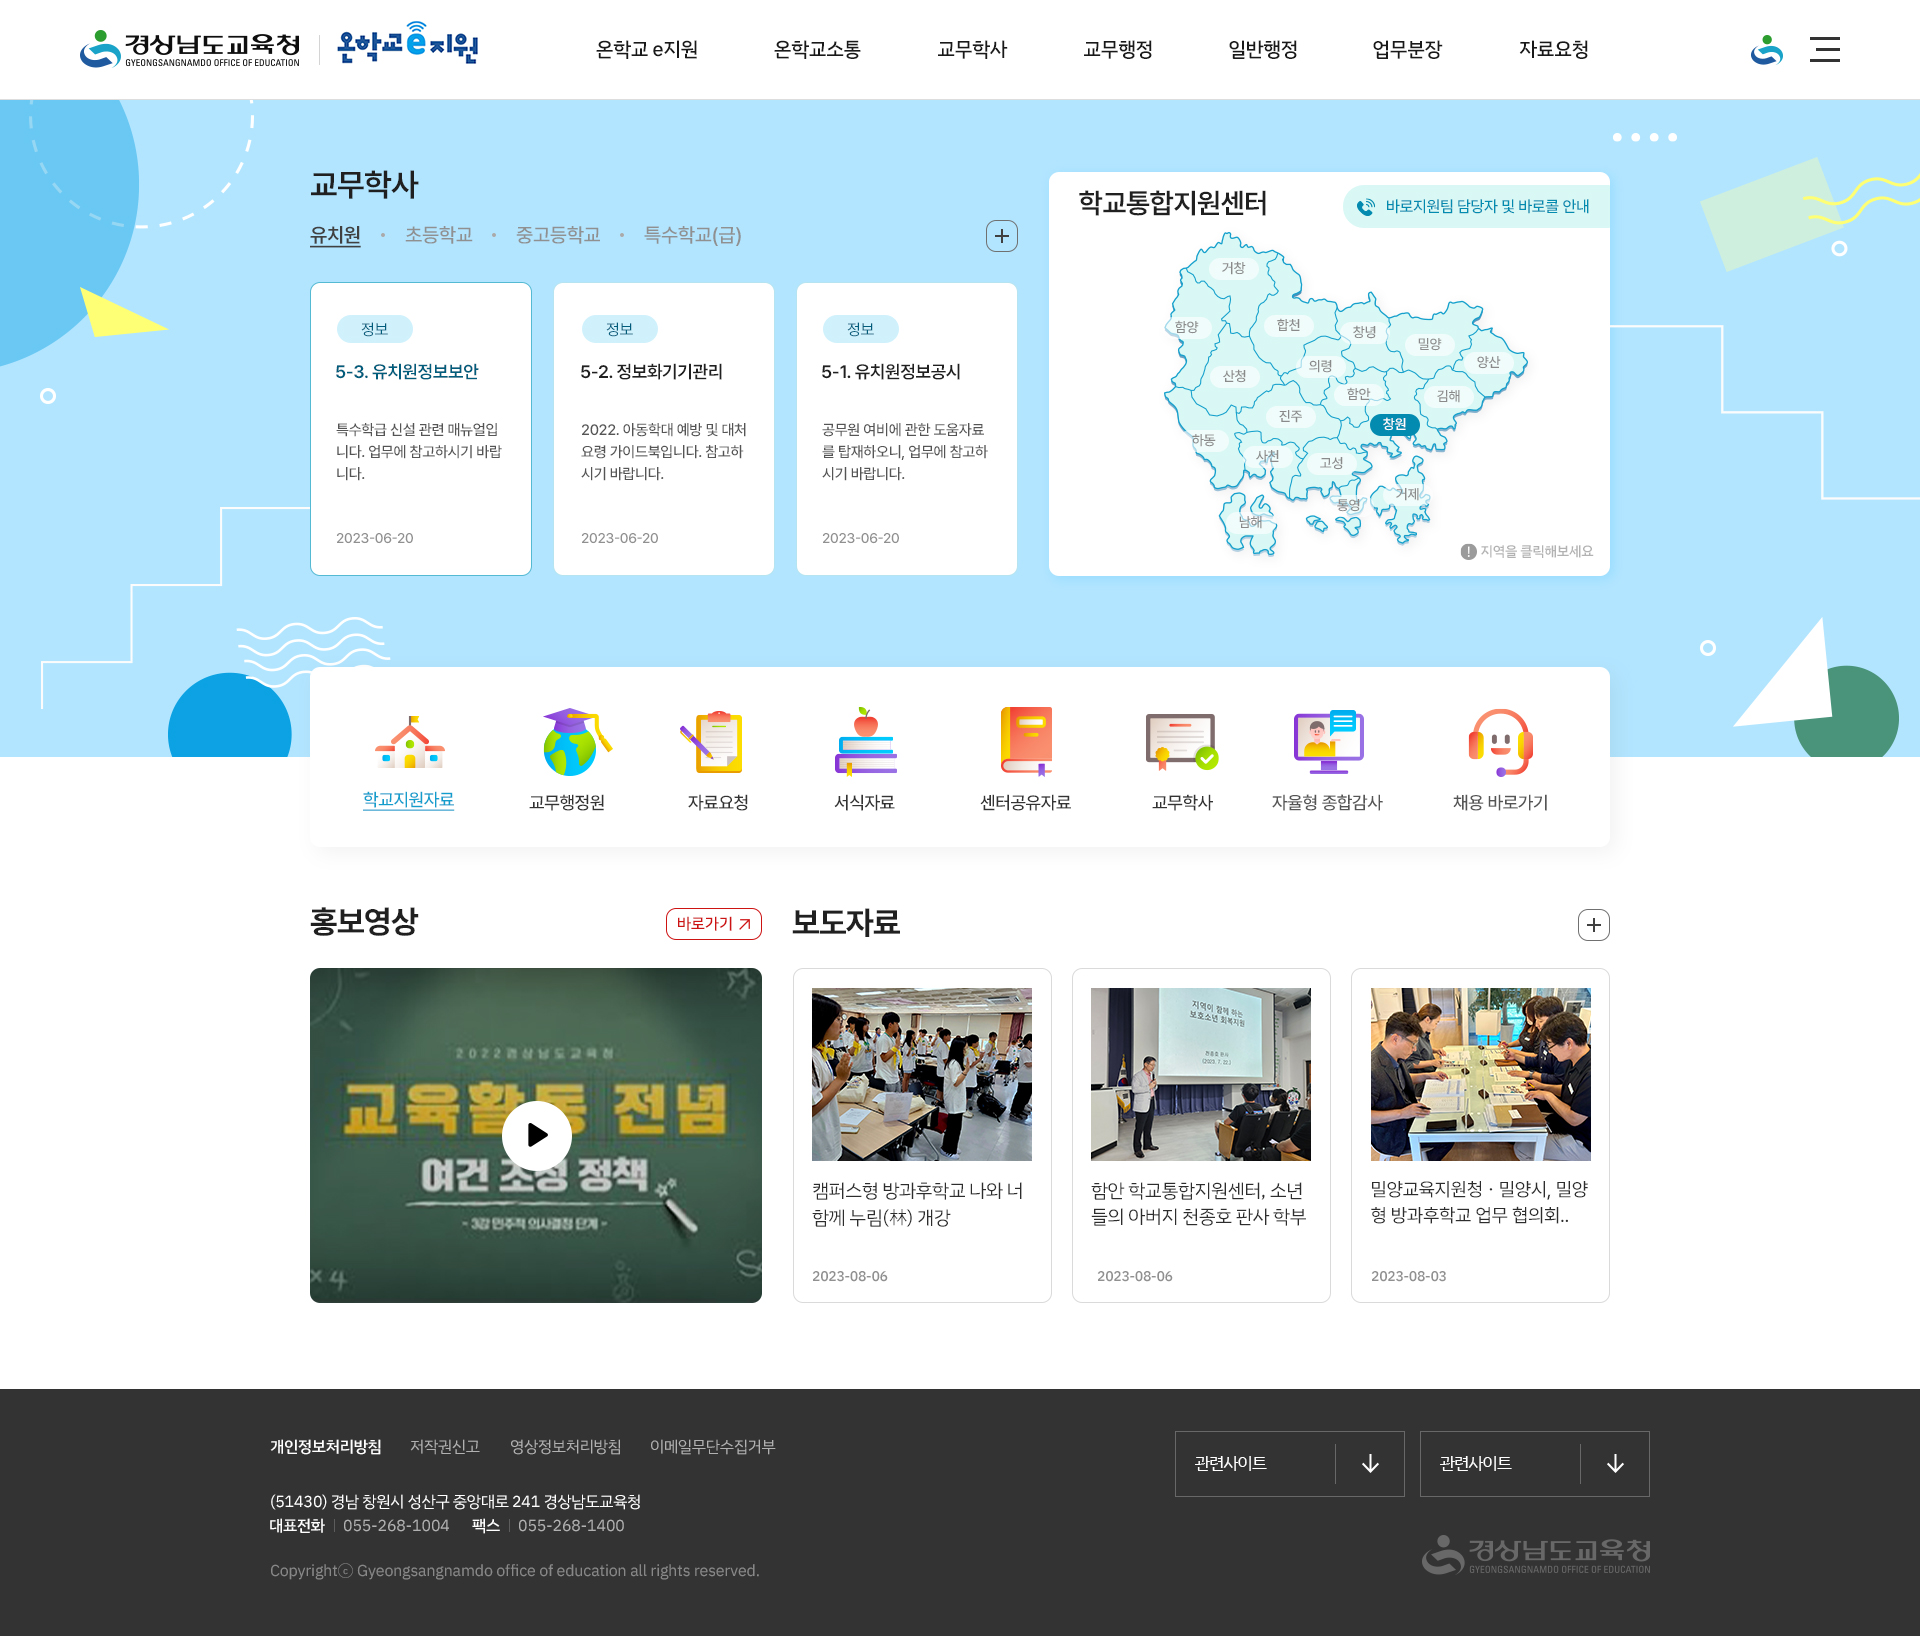 경상남도교육청
GYEONGSANGNAMDO OFFICE OF EDUCATION
온학교e지원
온학교 e지원
온학교소통
교무학사
교무행정
일반행정
업무분장
자료요청
교무학사
유치원 • 초등학교 • 중고등학교 • 특수학교(급)
정보
5-3. 유치원정보보안
특수학급 신설 관련 매뉴얼입
니다. 업무에 참고하시기 바랍
니다.
2023-06-20
정보
5-2. 정보화기기관리
2022. 아동학대 예방 및 대처
요령 가이드북입니다. 참고하
시기 바랍니다.
2023-06-20
정보
5-1. 유치원정보공시
공무원 여비에 관한 도움자료
를 탑재하오니, 업무에 참고하
시기 바랍니다.
2023-06-20
학교통합지원센터
바로지원팀 담당자 및 바로콜 안내
거창
함양
합천
창녕
밀양
양산
산청
의령
함안
김해
진주
창원
하동
사천
고성
거제
통영
남해
지역을 클릭해보세요
학교지원자료
교무행정원
자료요청
서식자료
센터공유자료
교무학사
자율형 종합감사
채용 바로가기
홍보영상
바로가기
2022경상남도교육청
교육활동 전념
여건 조성 정책
~ 3강 민주적 의사결정 단계 ~
보도자료
캠퍼스형 방과후학교 나와 너
함께 누림(林) 개강
2023-08-06
지역이 함께 하는
보호소년 회복지원
천종호 판사
(2023. 7. 22.)
함안 학교통합지원센터, 소년
들의 아버지 천종호 판사 학부
2023-08-06
밀양교육지원청 · 밀양시, 밀양
형 방과후학교 업무 협의회..
2023-08-03
개인정보처리방침
저작권신고
영상정보처리방침
이메일무단수집거부
(51430) 경남 창원시 성산구 중앙대로 241 경상남도교육청
대표전화 | 055-268-1004 팩스 | 055-268-1400
Copyrightⓒ Gyeongsangnamdo office of education all rights reserved.
관련사이트
관련사이트
경상남도교육청
GYEONGSANGNAMDO OFFICE OF EDUCATION